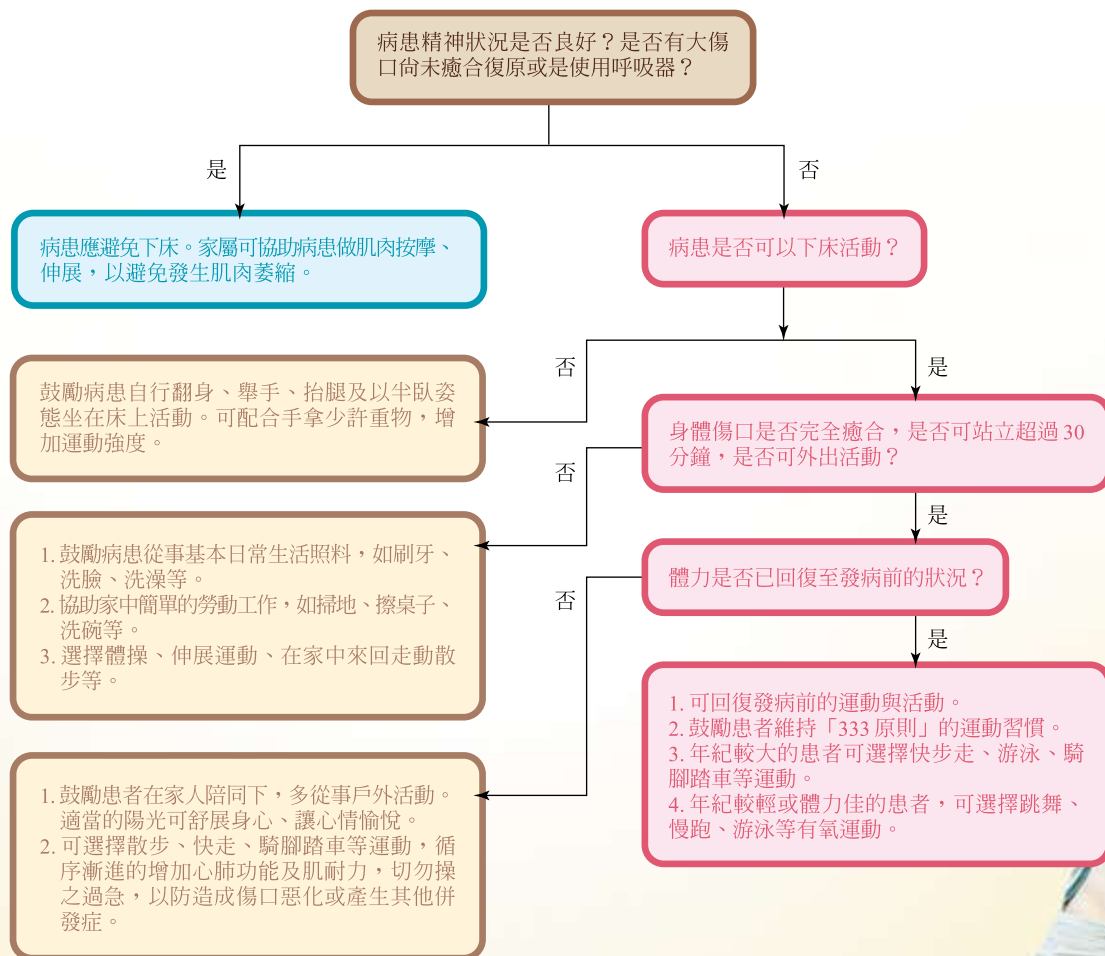 病患精神狀況是否良好？是否有大傷
口尚未癒合復原或是使用呼吸器？
是
否
病患應避免下床。家屬可協助病患做肌肉按摩、
伸展，以避免發生肌肉萎縮。
病患是否可以下床活動？
否
是
鼓勵病患自行翻身、舉手、抬腿及以半臥姿
態坐在床上活動。可配合手拿少許重物，增
加運動強度。
身體傷口是否完全癒合，是否可站立超過30
分鐘，是否可外出活動？
否
是
1. 鼓勵病患從事基本日常生活照料，如刷牙、
洗臉、洗澡等。
2. 協助家中簡單的勞動工作，如掃地、擦桌子、
洗碗等。
3. 選擇體操、伸展運動、在家中來回走動散
步等。
體力是否已回復至發病前的狀況？
否
是
1. 可回復發病前的運動與活動。
2. 鼓勵患者維持「333 原則」的運動習慣。
3. 年紀較大的患者可選擇快步走、游泳、騎
腳踏車等運動。
4. 年紀較輕或體力佳的患者，可選擇跳舞、
慢跑、游泳等有氧運動。
1. 鼓勵患者在家人陪同下，多從事戶外活動。
適當的陽光可舒展身心、讓心情愉悅。
2. 可選擇散步、快走、騎腳踏車等運動，循
序漸進的增加心肺功能及肌耐力，切勿操
之過急，以防造成傷口惡化或產生其他併
發症。